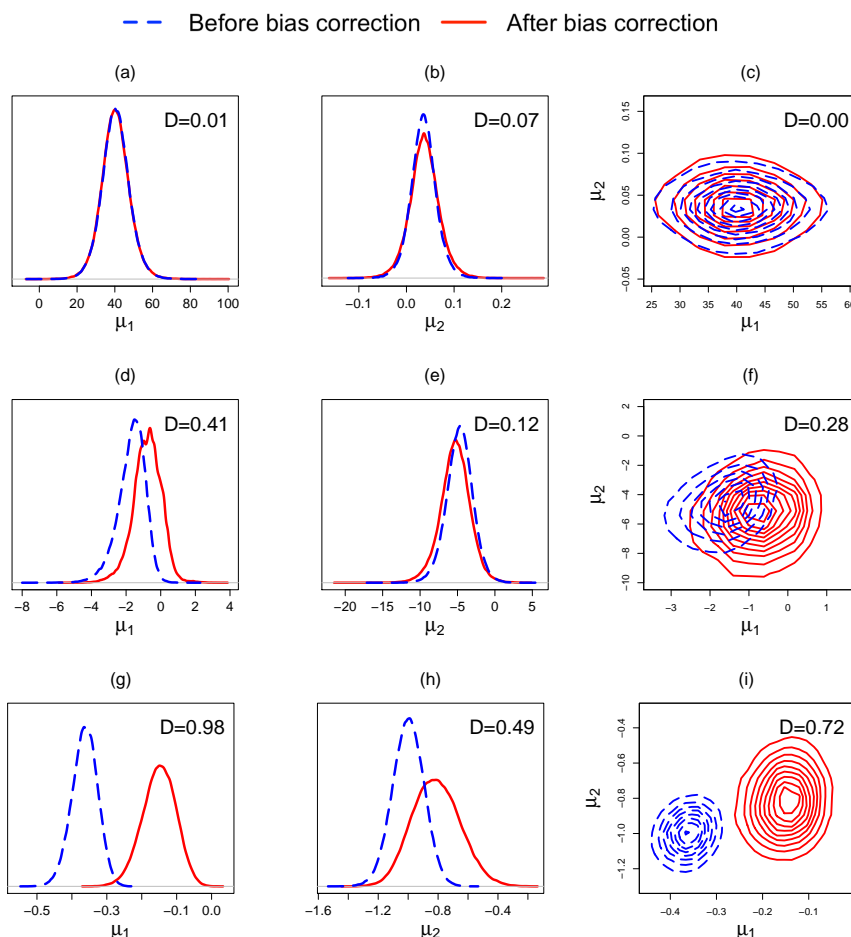 Before bias correction After bias correction
(a) (b) (c)
D=0.01 D=0.07 D=0.00
μ2
−0.05 0.00 0.05 0.10 0.15
0 20 40 60 80 100
−0.1 0.0 0.1 0.2
25 30 35 40 45 50 55 60
μ1 μ2 μ1
(d) (e) (f)
D=0.41 D=0.12 D=0.28
μ2
−10 −8 −6 −4 −2 0 2
−8 −6 −4 −2 0 2 4
−20 −15 −10 −5 0 5
−3 −2 −1 0 1
μ1 μ2 μ1
(g) (h) (i)
D=0.98 D=0.49 D=0.72
μ2
−1.2 −1.0 −0.8 −0.6 −0.4
−0.5 −0.3 −0.1 0.0
−1.6 −1.2 −0.8 −0.4
−0.4 −0.3 −0.2 −0.1
μ1 μ2 μ1